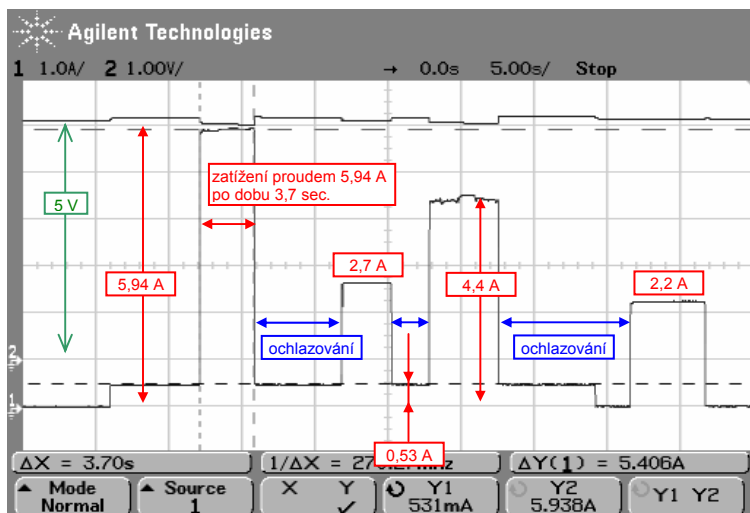 Agilent Technologies
1 1.0A/ 2 1.00V/ → 0.0s 5.00s/ Stop
zatížení proudem 5,94 A
po dobu 3,7 sec.
5 V
5,94 A
2,7 A
4,4 A
2,2 A
ochlazování
ochlazování
2
1
0,53 A
ΔX = 3.70s
1/ΔX =
ΔY(1) = 5.406A
Mode
Normal
Source
1
X Y
✓
Y1
531mA
Y2
5.938A
Y1 Y2